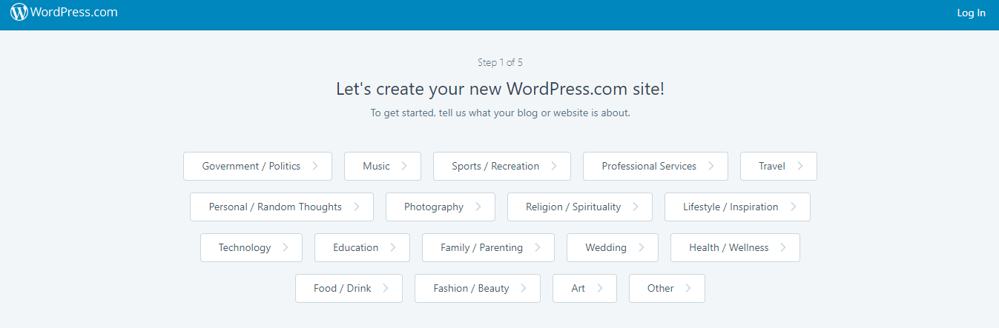 WordPress.com Log In
Step 1 of 5
Let's create your new WordPress.com site!
To get started, tell us what your blog or website is about.
Government / Politics Music Sports / Recreation Professional Services Travel
Personal / Random Thoughts Photography Religion / Spirituality Lifestyle / Inspiration
Technology Education Family / Parenting Wedding Health / Wellness
Food / Drink Fashion / Beauty Art Other